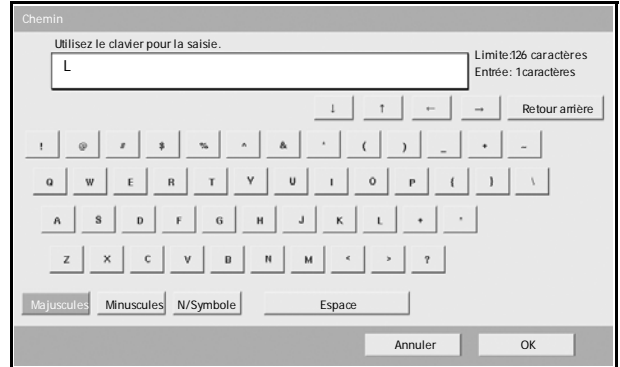 Chemin
Utilisez le clavier pour la saisie.
L
Limite:126 caractères
Entrée: 1caractères
↓ ↑ ← → Retour arrière
! @ # $ % ^ & * ( ) _ + ~
Q W E R T Y U I O P { } \
A S D F G H J K L
Z X C V B N M < > ?
Majuscules Minuscules N/Symbole Espace
Annuler OK